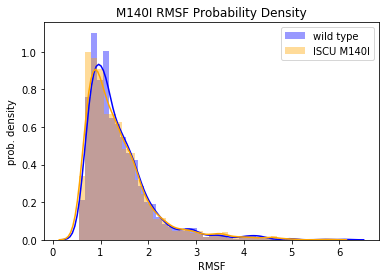 M140I RMSF Probability Density
wild type
ISCU M140I
prob. density
1.0
0.8
0.6
0.4
0.2
0.0
0 1 2 3 4 5 6
RMSF